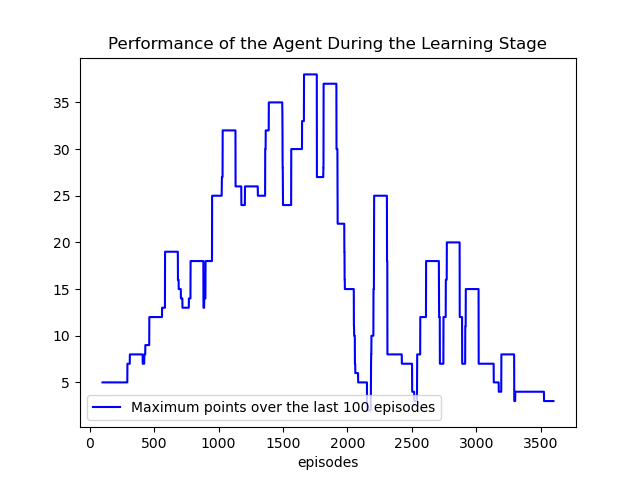 Performance of the Agent During the Learning Stage
35
30
25
20
15
10
5
Maximum points over the last 100 episodes
0 500 1000 1500 2000 2500 3000 3500
episodes